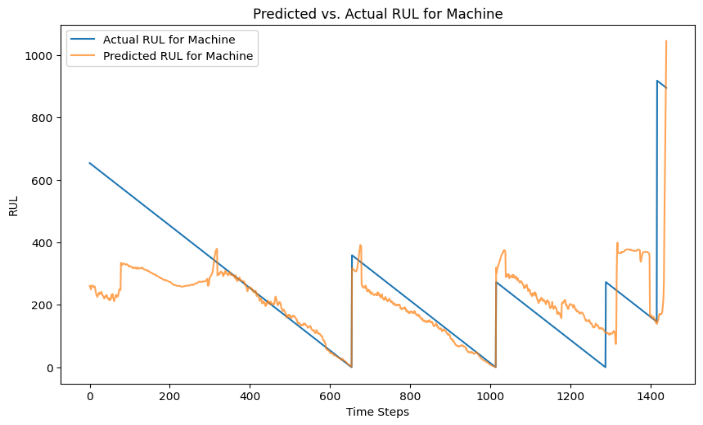 Predicted vs. Actual RUL for Machine
Actual RUL for Machine
Predicted RUL for Machine
RUL
1000
800
600
400
200
0
0 200 400 600 800 1000 1200 1400
Time Steps